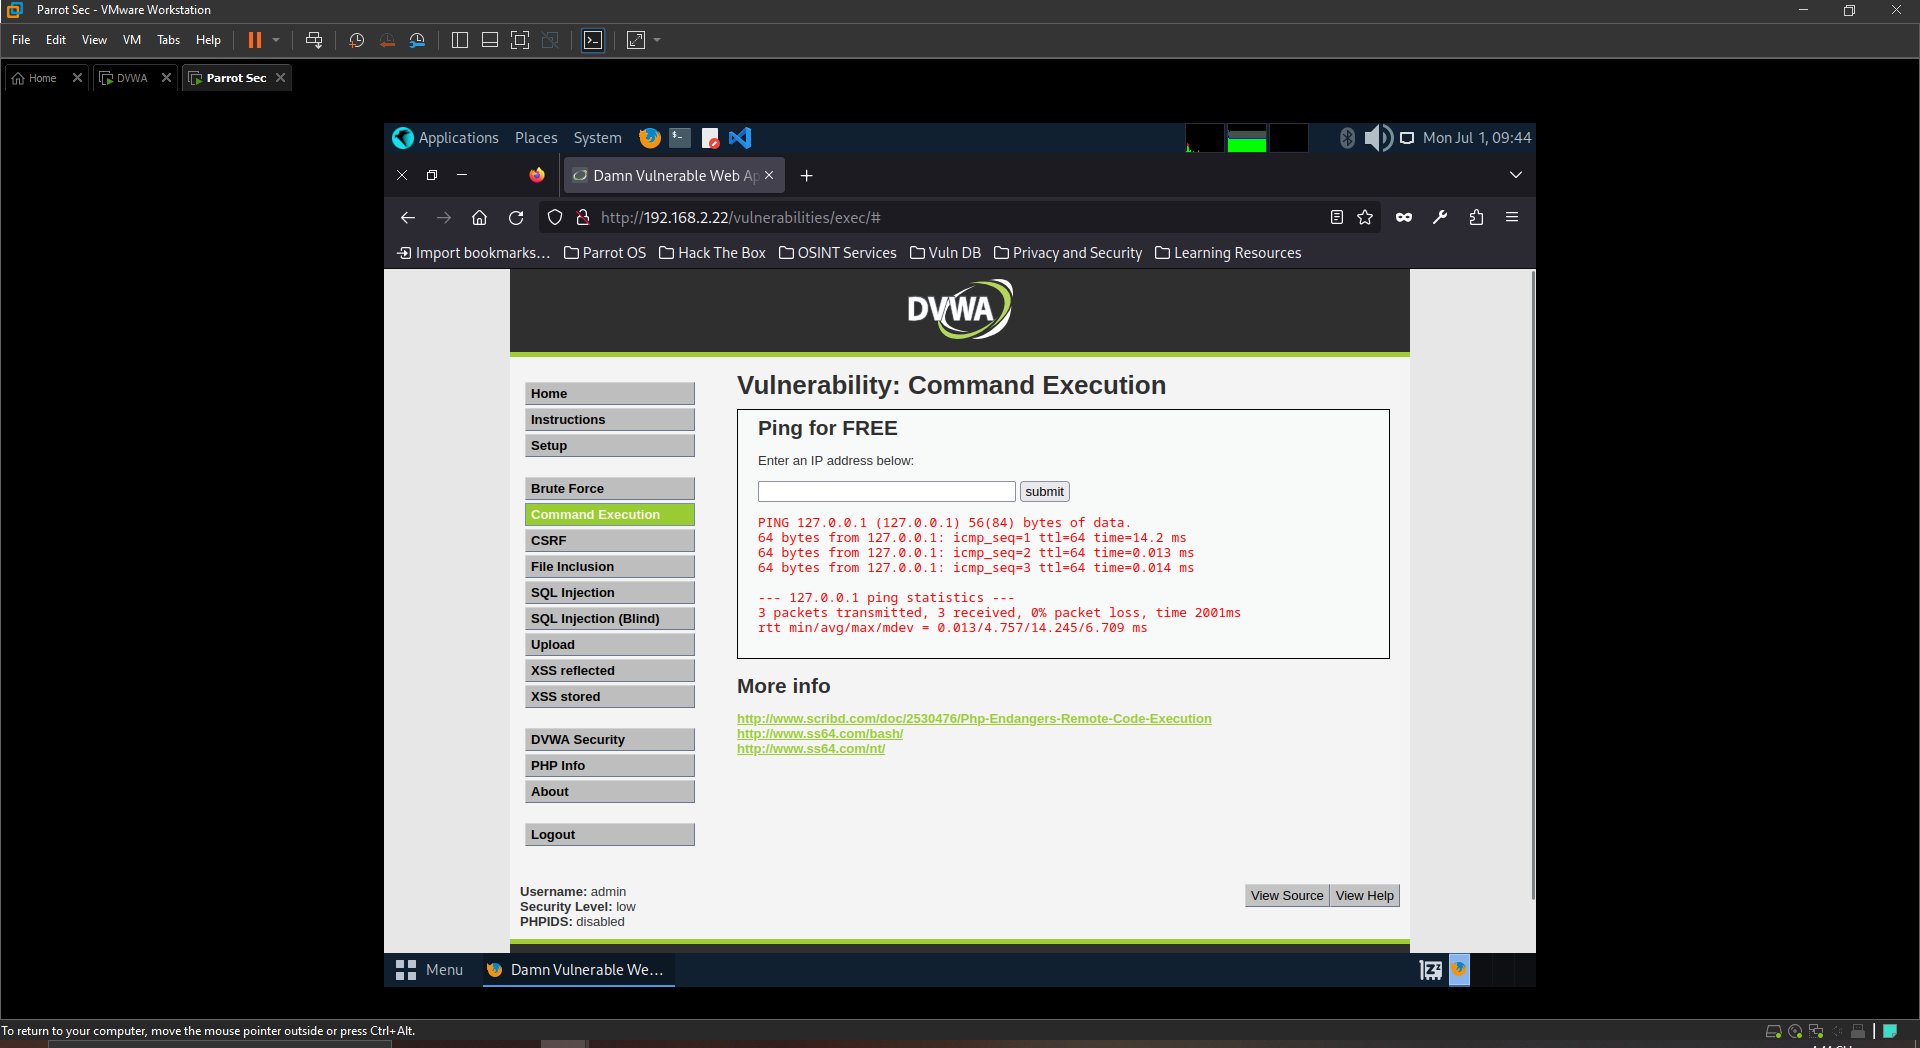 Parrot Sec - VMware Workstation
File Edit View VM Tabs Help
Home DVWA Parrot Sec
Applications Places System Mon Jul 1, 09:44
Damn Vulnerable Web Ap
http://192.168.2.22/vulnerabilities/exec/#
Import bookmarks... Parrot OS Hack The Box OSINT Services Vuln DB Privacy and Security Learning Resources
DVWA
Home
Instructions
Setup
Brute Force
Command Execution
CSRF
File Inclusion
SQL Injection
SQL Injection (Blind)
Upload
XSS reflected
XSS stored
DVWA Security
PHP Info
About
Logout
Vulnerability: Command Execution
Ping for FREE
Enter an IP address below:
submit
PING 127.0.0.1 (127.0.0.1) 56(84) bytes of data.
64 bytes from 127.0.0.1: icmp_seq=1 ttl=64 time=14.2 ms
64 bytes from 127.0.0.1: icmp_seq=2 ttl=64 time=0.013 ms
64 bytes from 127.0.0.1: icmp_seq=3 ttl=64 time=0.014 ms
--- 127.0.0.1 ping statistics ---
3 packets transmitted, 3 received, 0% packet loss, time 2001ms
rtt min/avg/max/mdev = 0.013/4.757/14.245/6.709 ms
More info
http://www.scribd.com/doc/2530476/Php-Endangers-Remote-Code-Execution
http://www.ss64.com/bash/
http://www.ss64.com/nt/
Username: admin
Security Level: low
PHPIDS: disabled
View Source View Help
Menu Damn Vulnerable We...
To return to your computer, move the mouse pointer outside or press Ctrl+Alt.